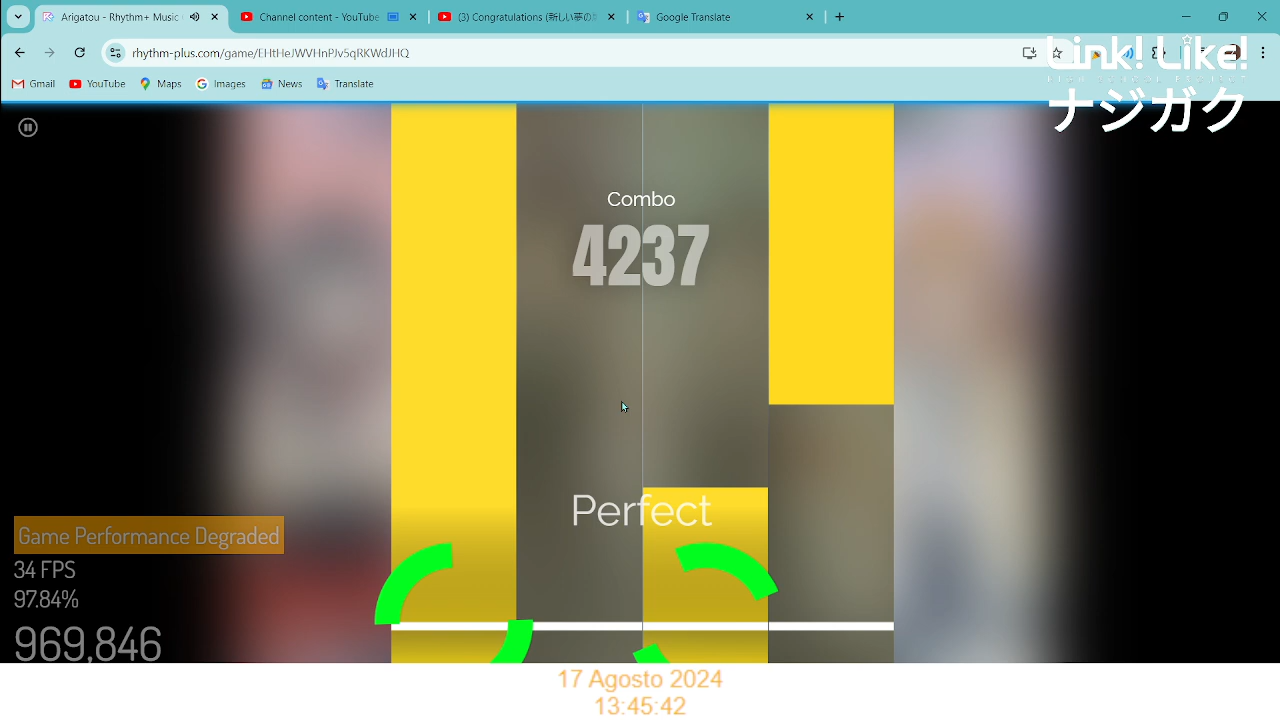 Arigatou - Rhythm+ Music
Channel content - YouTube
(3) Congratulations (新しい夢の
Google Translate
rhythm-plus.com/game/EHtHeJWVHnPJv5qRKWdJHQ
Gmail
YouTube
Maps
Images
News
Translate
Link! Like!
ナジガク
Combo
4237
Perfect
Game Performance Degraded
34 FPS
97.84%
969,846
17 Agosto 2024
13:45:42